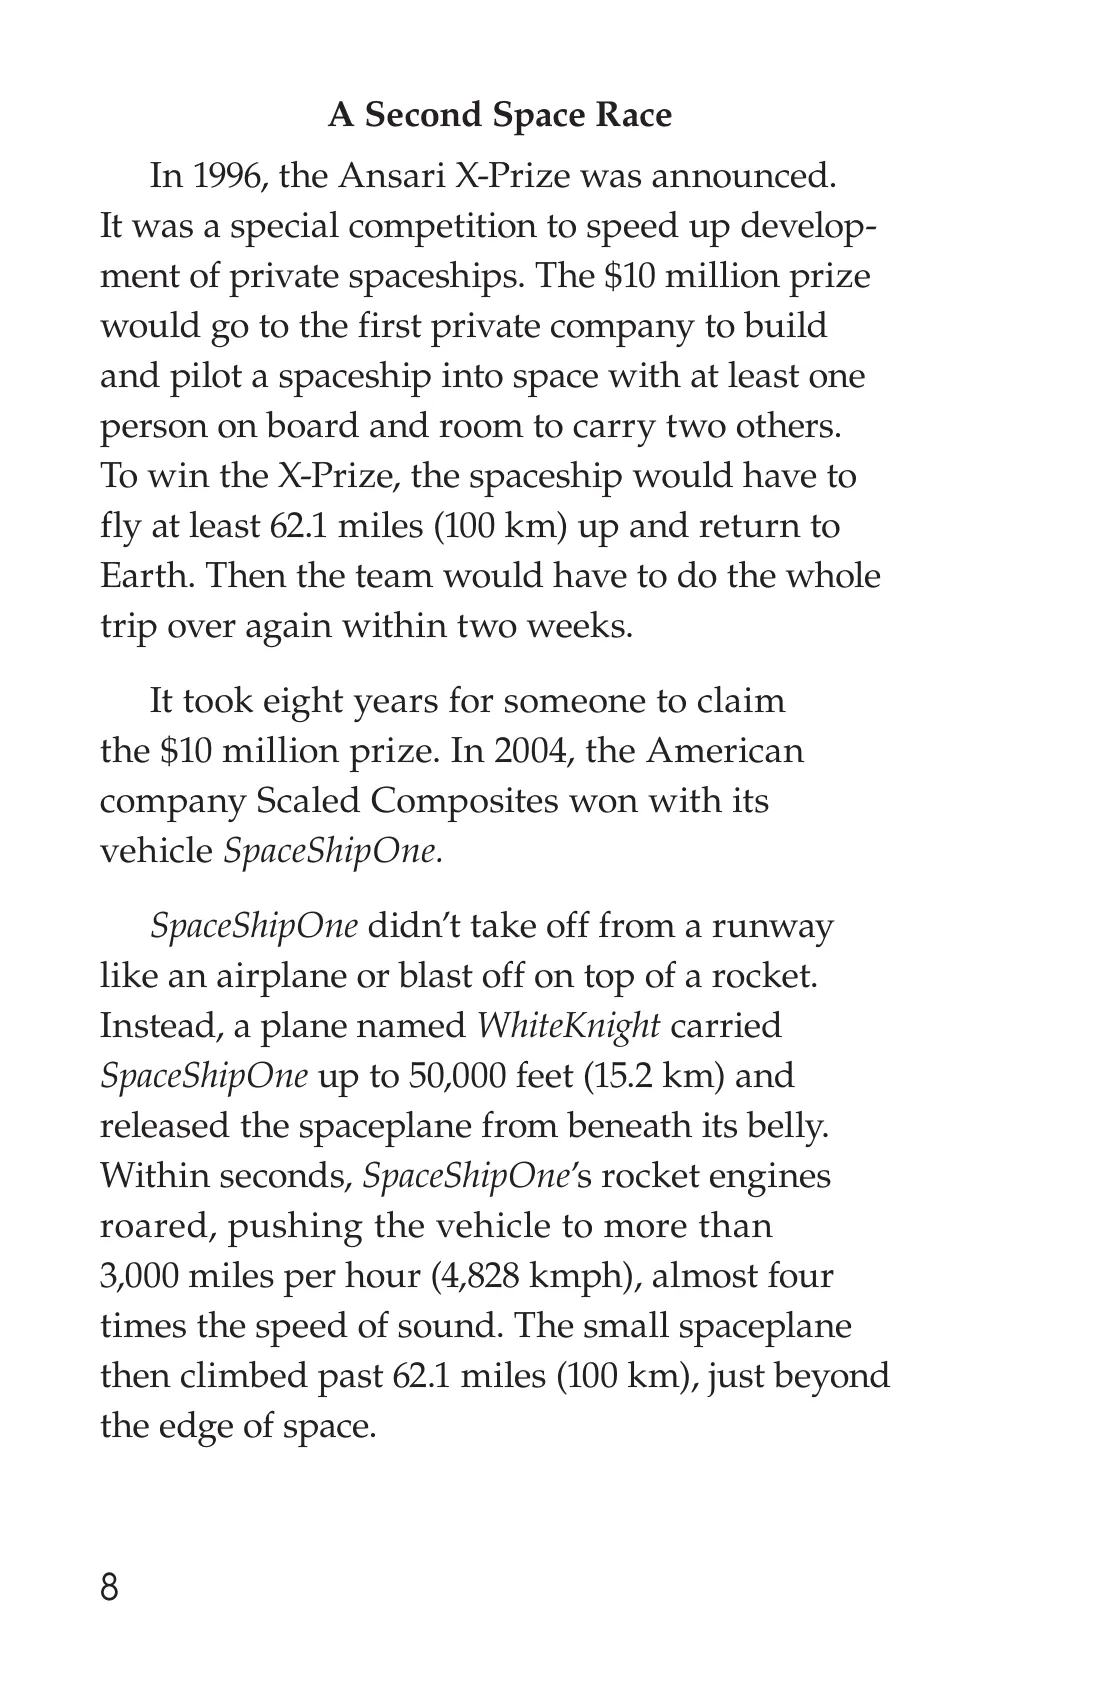 A Second Space Race
In 1996, the Ansari X-Prize was announced.
It was a special competition to speed up develop-
ment of private spaceships. The $10 million prize
would go to the first private company to build
and pilot a spaceship into space with at least one
person on board and room to carry two others.
To win the X-Prize, the spaceship would have to
fly at least 62.1 miles (100 km) up and return to
Earth. Then the team would have to do the whole
trip over again within two weeks.
It took eight years for someone to claim
the $10 million prize. In 2004, the American
company Scaled Composites won with its
vehicle SpaceShipOne.
SpaceShipOne didn’t take off from a runway
like an airplane or blast off on top of a rocket.
Instead, a plane named WhiteKnight carried
SpaceShipOne up to 50,000 feet (15.2 km) and
released the spaceplane from beneath its belly.
Within seconds, SpaceShipOne’s rocket engines
roared, pushing the vehicle to more than
3,000 miles per hour (4,828 kmph), almost four
times the speed of sound. The small spaceplane
then climbed past 62.1 miles (100 km), just beyond
the edge of space.
8